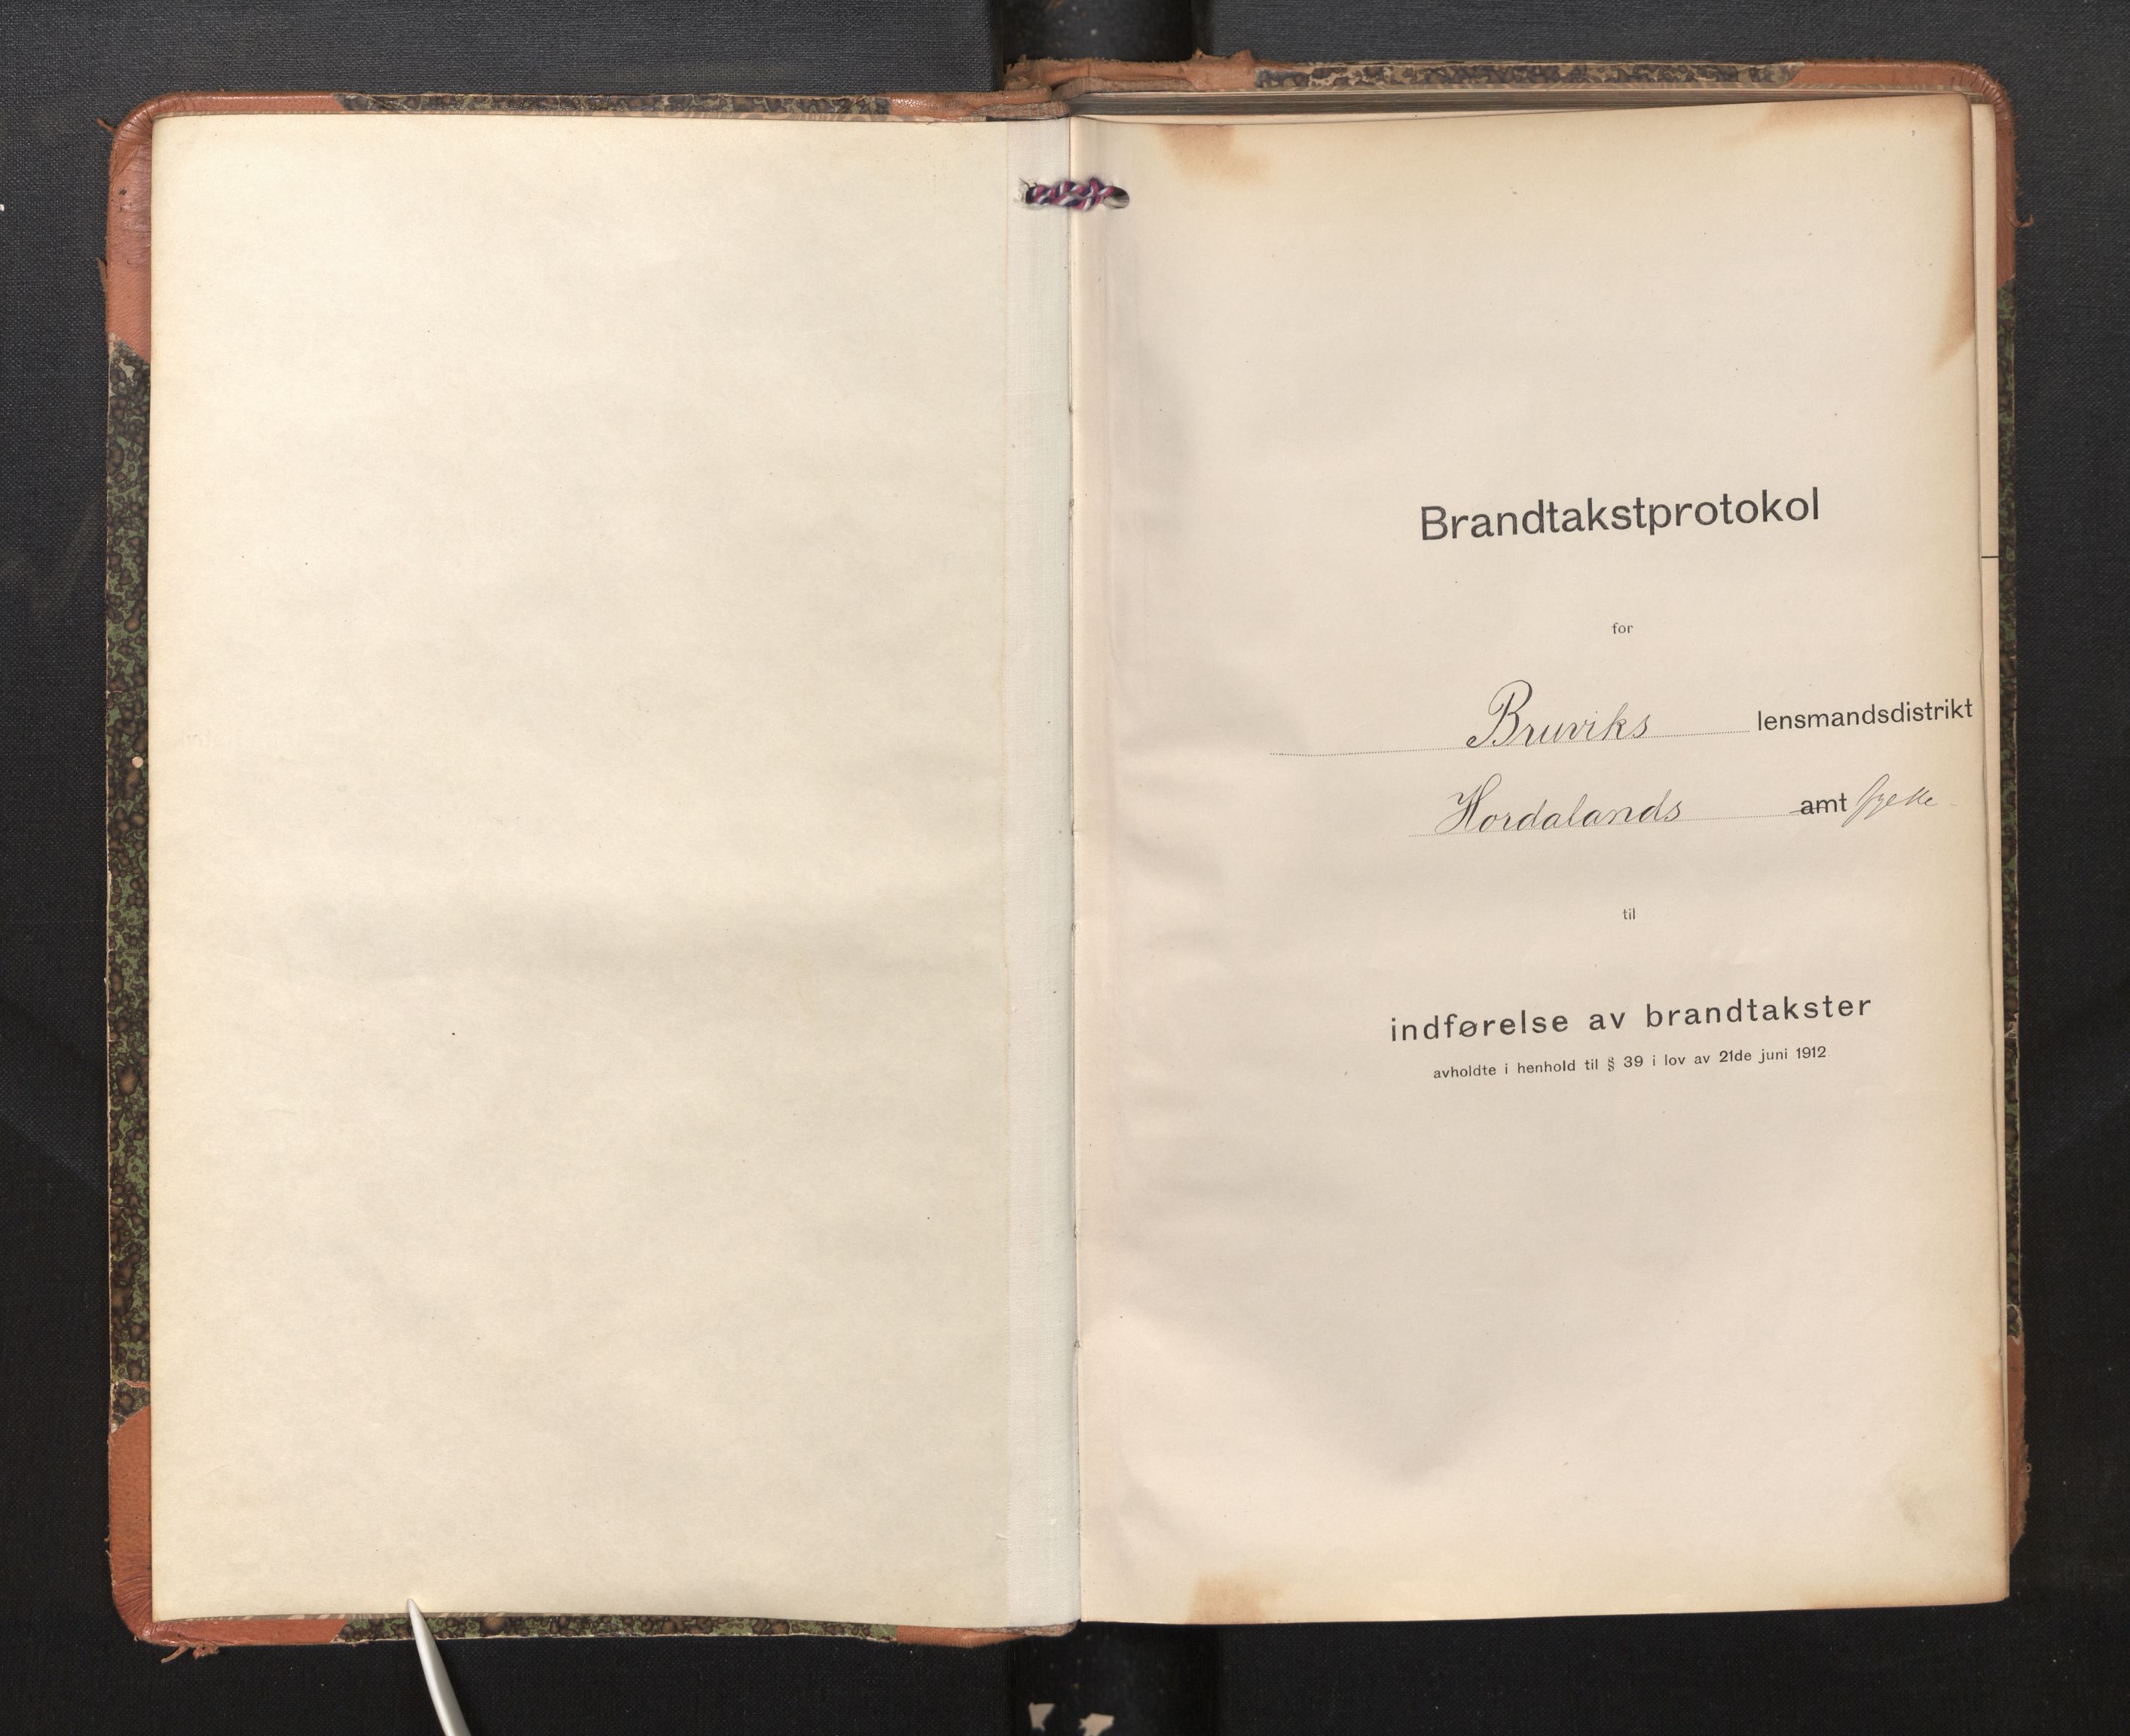 Brandtakstprotokol
for
Bruviks lensmandsdistrikt
Hordalands amt fylke
til
indførelse av brandtakster
avholdte i henhold til § 39 i lov av 21de juni 1912